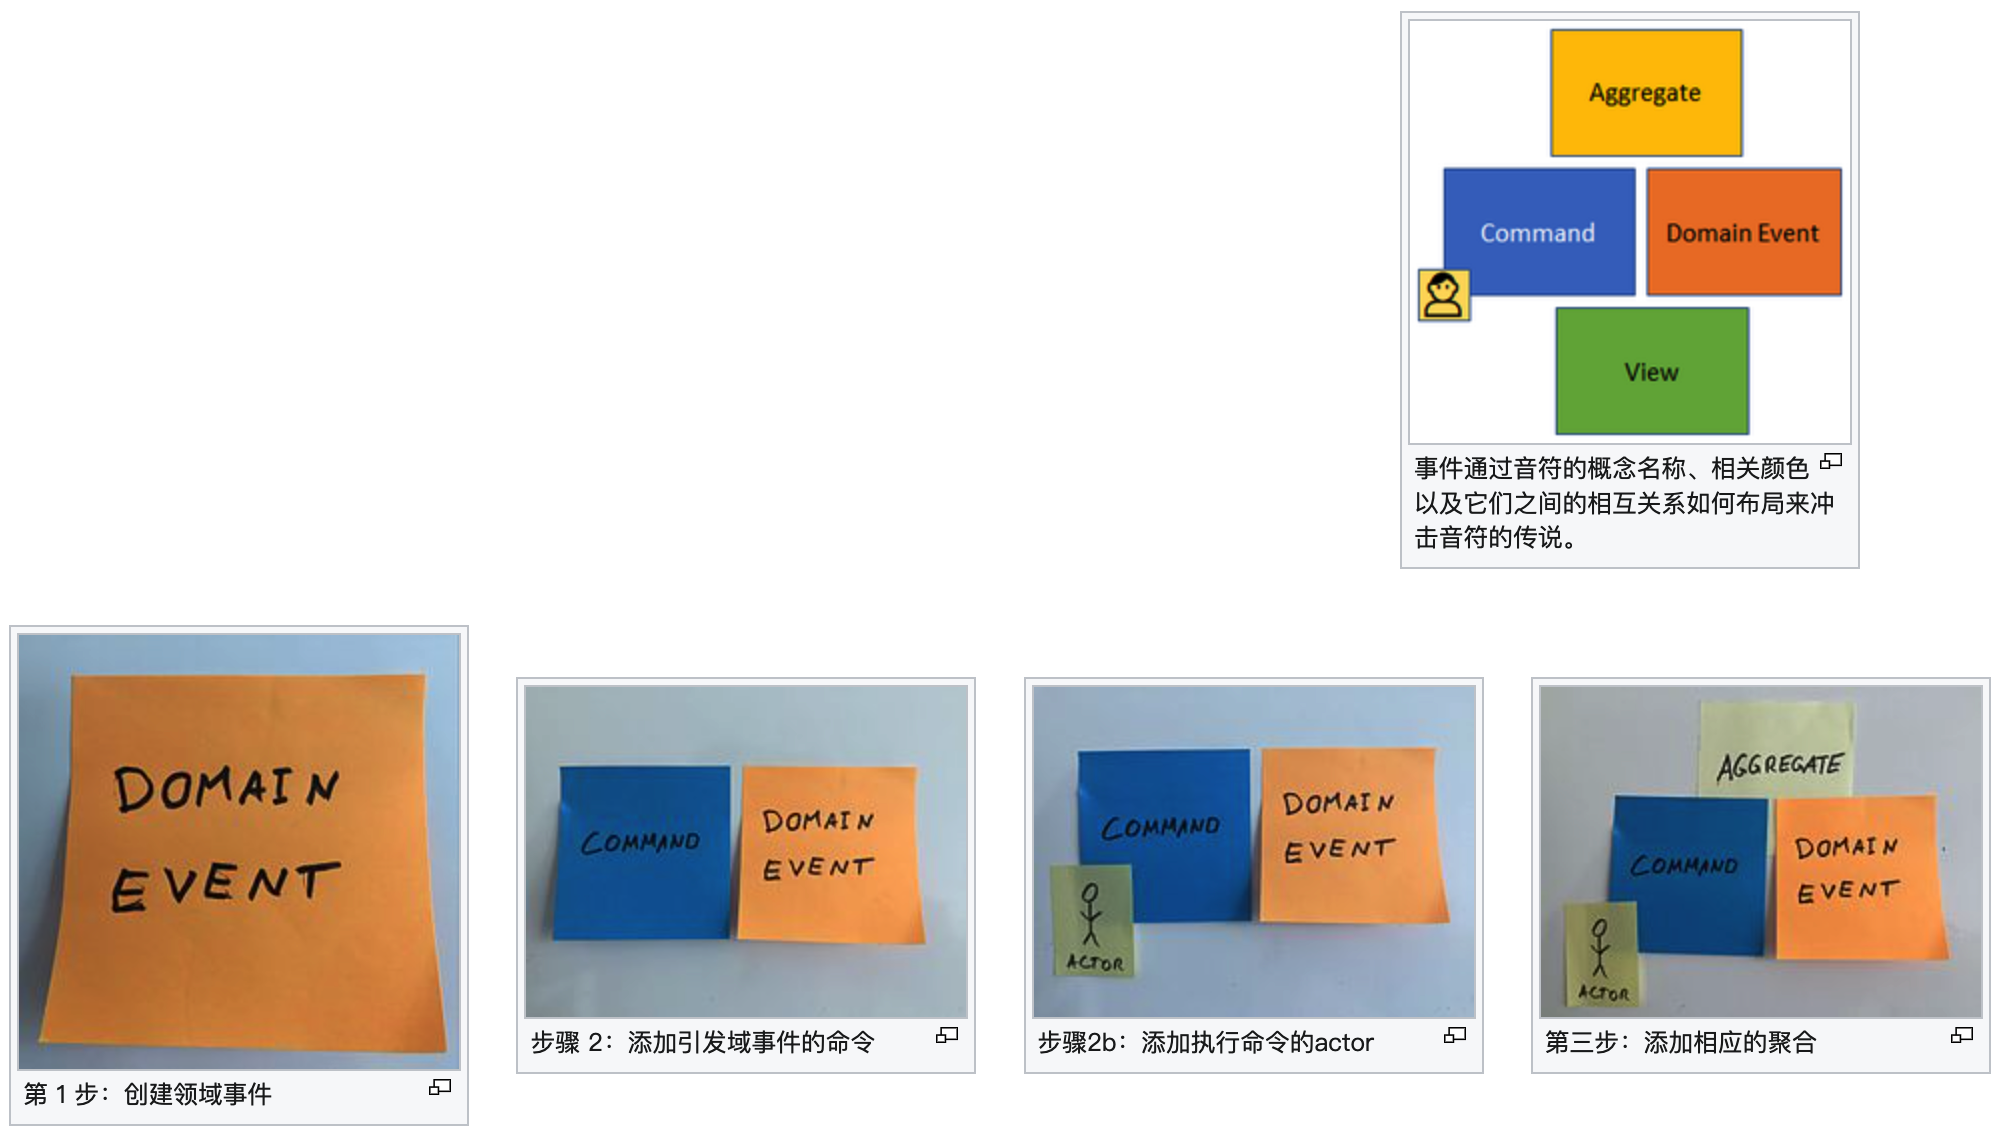 Aggregate
Command
Domain Event
View
事件通过音符的概念名称、相关颜色
以及它们之间的相互关系如何布局来冲
击音符的传说。
DOMAIN
EVENT
第 1 步：创建领域事件
COMMAND
DOMAIN
EVENT
步骤 2：添加引发域事件的命令
COMMAND
DOMAIN
EVENT
ACTOR
步骤2b：添加执行命令的actor
AGGREGATE
COMMAND
DOMAIN
EVENT
ACTOR
第三步：添加相应的聚合